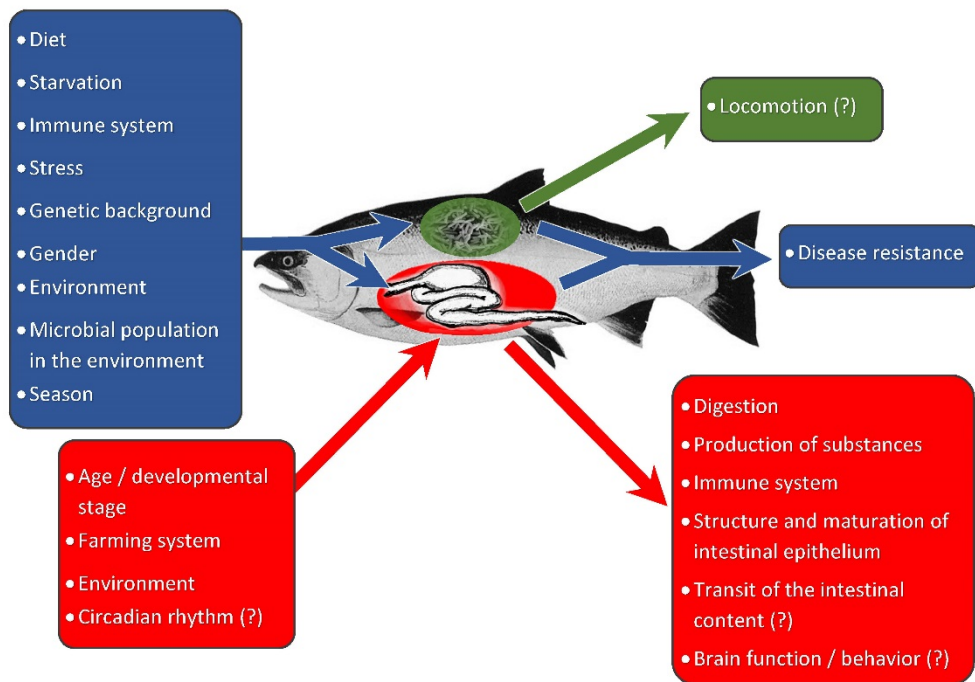 • Diet
• Starvation
• Immune system
• Stress
• Genetic background
• Gender
• Environment
• Microbial population
in the environment
• Season
• Locomotion (?)
• Disease resistance
• Age / developmental
stage
• Farming system
• Environment
• Circadian rhythm (?)
• Digestion
• Production of substances
• Immune system
• Structure and maturation of
intestinal epithelium
• Transit of the intestinal
content (?)
• Brain function / behavior (?)